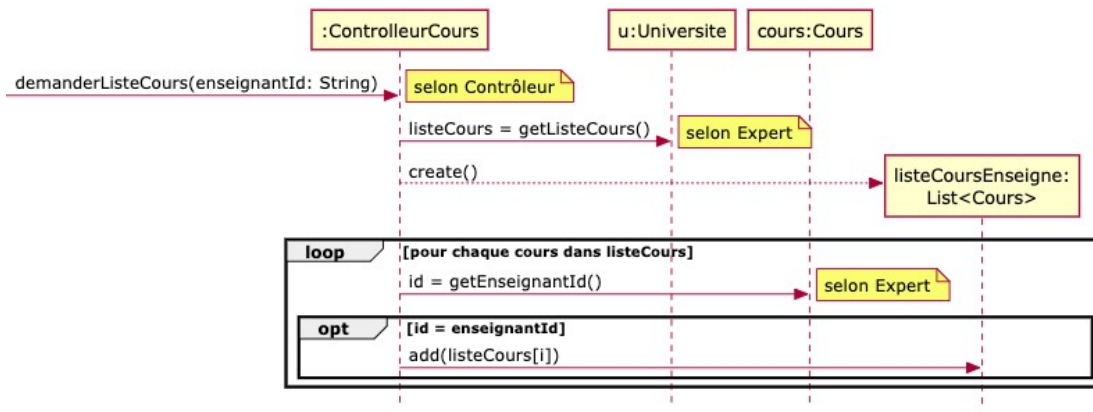 :ControlleurCours
u:Universite
cours:Cours
demanderListeCours(enseignantId: String)
selon Contrôleur
listeCours = getListeCours()
selon Expert
create()
listeCoursEnseigne:
List<Cours>
loop
[pour chaque cours dans listeCours]
id = getEnseignantId()
selon Expert
opt
[id = enseignantId]
add(listeCours[i])